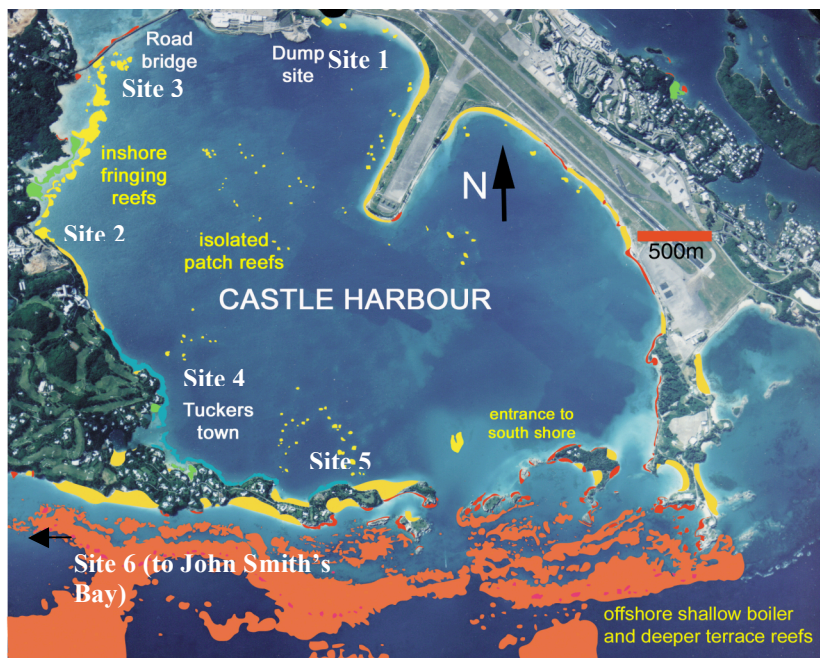 Road
bridge
Dump
site
Site 1
Site 3
inshore
fringing
reefs
N
Site 2
isolated
patch reefs
500m
CASTLE HARBOUR
Site 4
Tuckers
town
entrance to
south shore
Site 5
Site 6 (to John Smith's
Bay)
offshore shallow boiler
and deeper terrace reefs